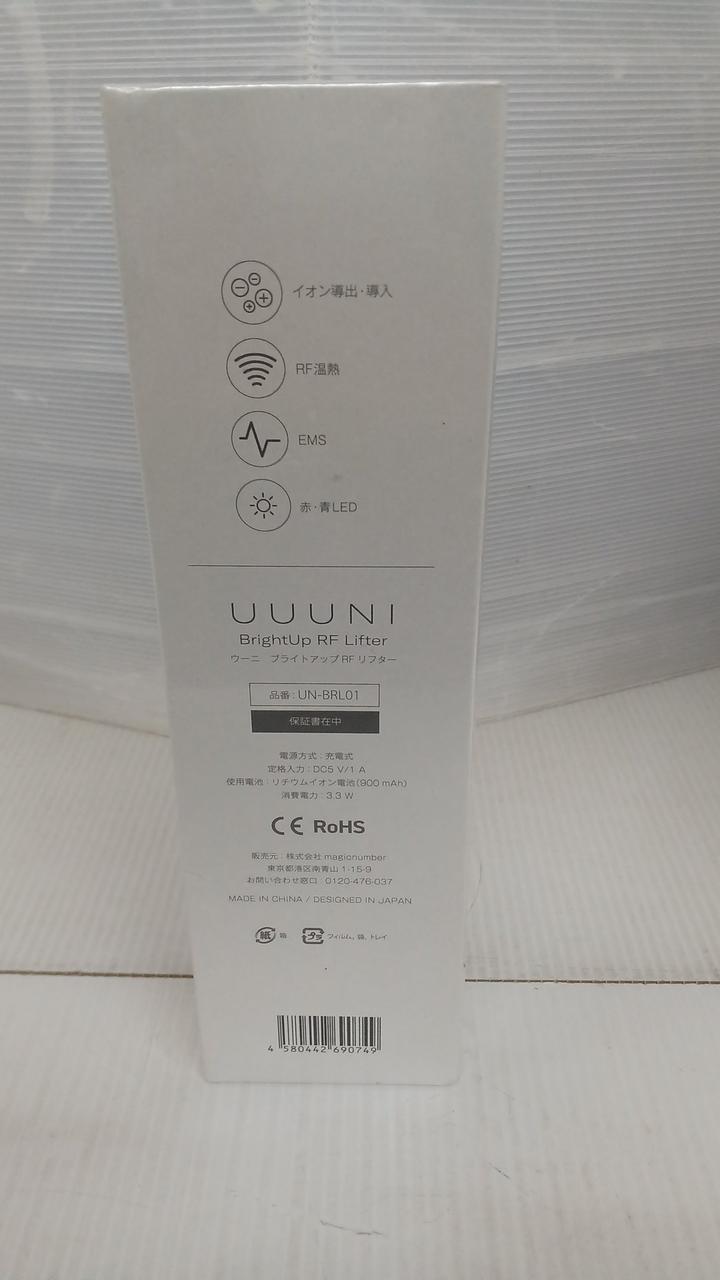 イオン導出・導入
RF温熱
EMS
赤・青LED
UUUNI
BrightUp RF Lifter
ウーニ ブライトアップRFリフター
品番：UN-BRL01
保証書在中
電源方式：充電式
定格入力：DC5 V/1 A
使用電池：リチウムイオン電池(900 mAh)
消費電力：3.3 W
CE RoHS
販売元：株式会社 magionumber
東京都港区南青山 1-15-9
お問い合わせ窓口：0120-476-037
MADE IN CHINA / DESIGNED IN JAPAN
紙 箱 プラ フィルム、袋、トレイ
4 580442 690749